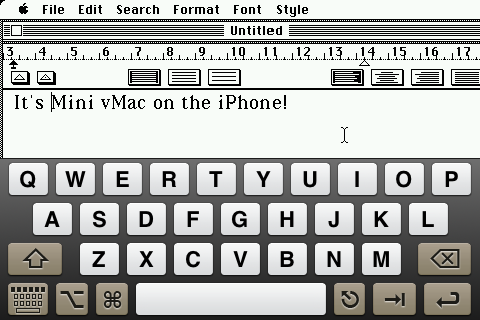 File Edit Search Format Font Style
Untitled
3 4 5 6 7 8 9 10 11 12 13 14 15 16 17
It's Mini vMac on the iPhone!
Q W E R T Y U I O P
A S D F G H J K L
Z X C V B N M